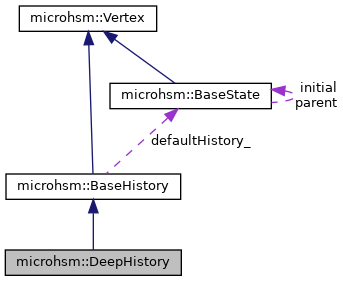 microhsm::Vertex
microhsm::BaseState
initial
parent
defaultHistory_
microhsm::BaseHistory
microhsm::DeepHistory